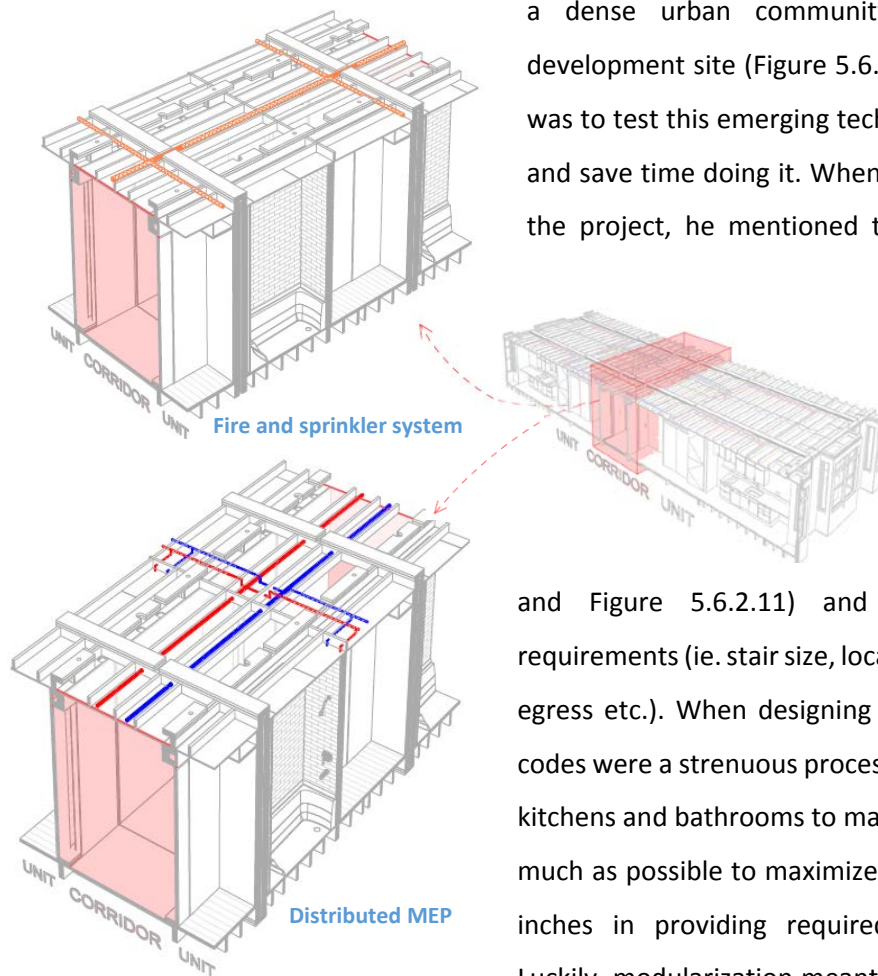 a dense urban communit
development site (Figure 5.6.
was to test this emerging tech
and save time doing it. When
the project, he mentioned t
UNIT CORRIDOR UNIT
Fire and sprinkler system
UNIT CORRIDOR UNIT
and Figure 5.6.2.11) and
requirements (ie. stair size, loca
egress etc.). When designing
codes were a strenuous proces
kitchens and bathrooms to ma
much as possible to maximize
inches in providing required
Luckily, modularization meant
UNIT CORRIDOR UNIT
Distributed MEP